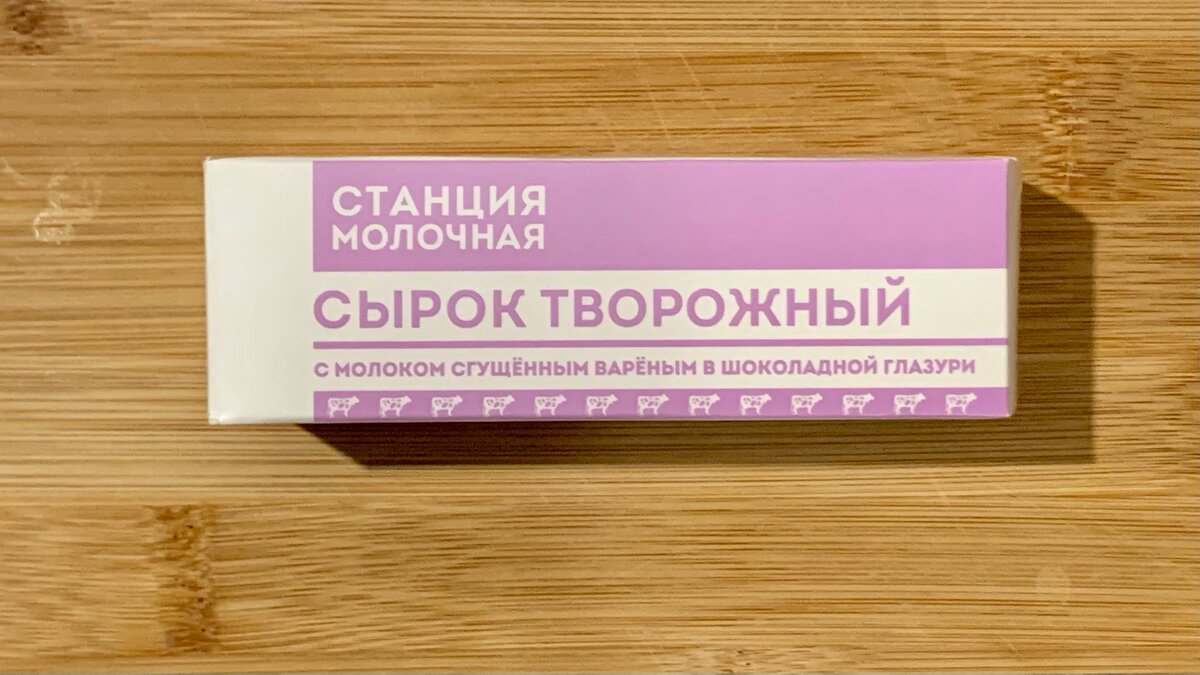 СТАНЦИЯ
МОЛОЧНАЯ
СЫРОК ТВОРОЖНЫЙ
С МОЛОКОМ СГУЩЁННЫМ ВАРЁНЫМ В ШОКОЛАДНОЙ ГЛАЗУРИ